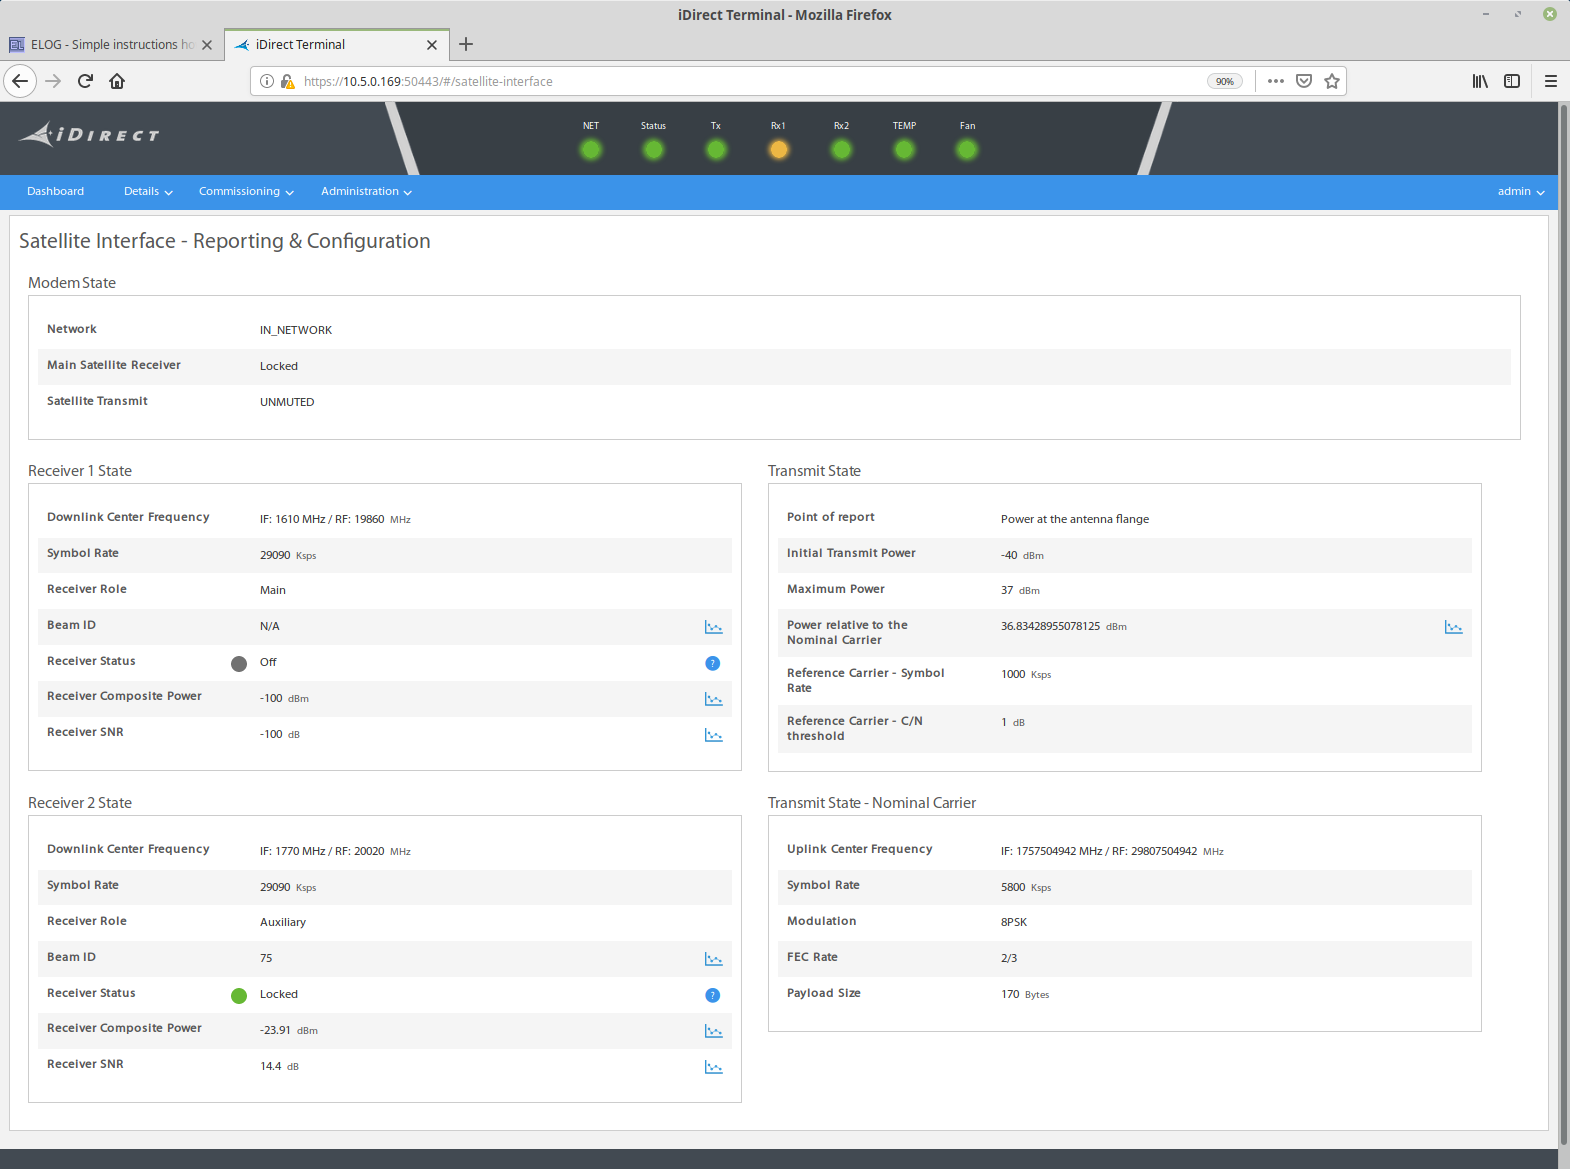 iDirect Terminal - Mozilla Firefox
ELOG - Simple instructions ho
iDirect Terminal
https://10.5.0.169:50443/#/satellite-interface
90%
iDIRECT
NET Status Tx Rx1 Rx2 TEMP Fan
Dashboard Details Commissioning Administration admin
Satellite Interface - Reporting & Configuration
Modem State
Network IN_NETWORK
Main Satellite Receiver Locked
Satellite Transmit UNMUTED
Receiver 1 State
Downlink Center Frequency IF: 1610 MHz / RF: 19860 MHz
Symbol Rate 29090 Ksps
Receiver Role Main
Beam ID N/A
Receiver Status Off ?
Receiver Composite Power -100 dBm
Receiver SNR -100 dB
Transmit State
Point of report Power at the antenna flange
Initial Transmit Power -40 dBm
Maximum Power 37 dBm
Power relative to the
Nominal Carrier 36.83428955078125 dBm
Reference Carrier - Symbol
Rate 1000 Ksps
Reference Carrier - C/N
threshold 1 dB
Receiver 2 State
Downlink Center Frequency IF: 1770 MHz / RF: 20020 MHz
Symbol Rate 29090 Ksps
Receiver Role Auxiliary
Beam ID 75
Receiver Status Locked ?
Receiver Composite Power -23.91 dBm
Receiver SNR 14.4 dB
Transmit State - Nominal Carrier
Uplink Center Frequency IF: 1757504942 MHz / RF: 29807504942 MHz
Symbol Rate 5800 Ksps
Modulation 8PSK
FEC Rate 2/3
Payload Size 170 Bytes